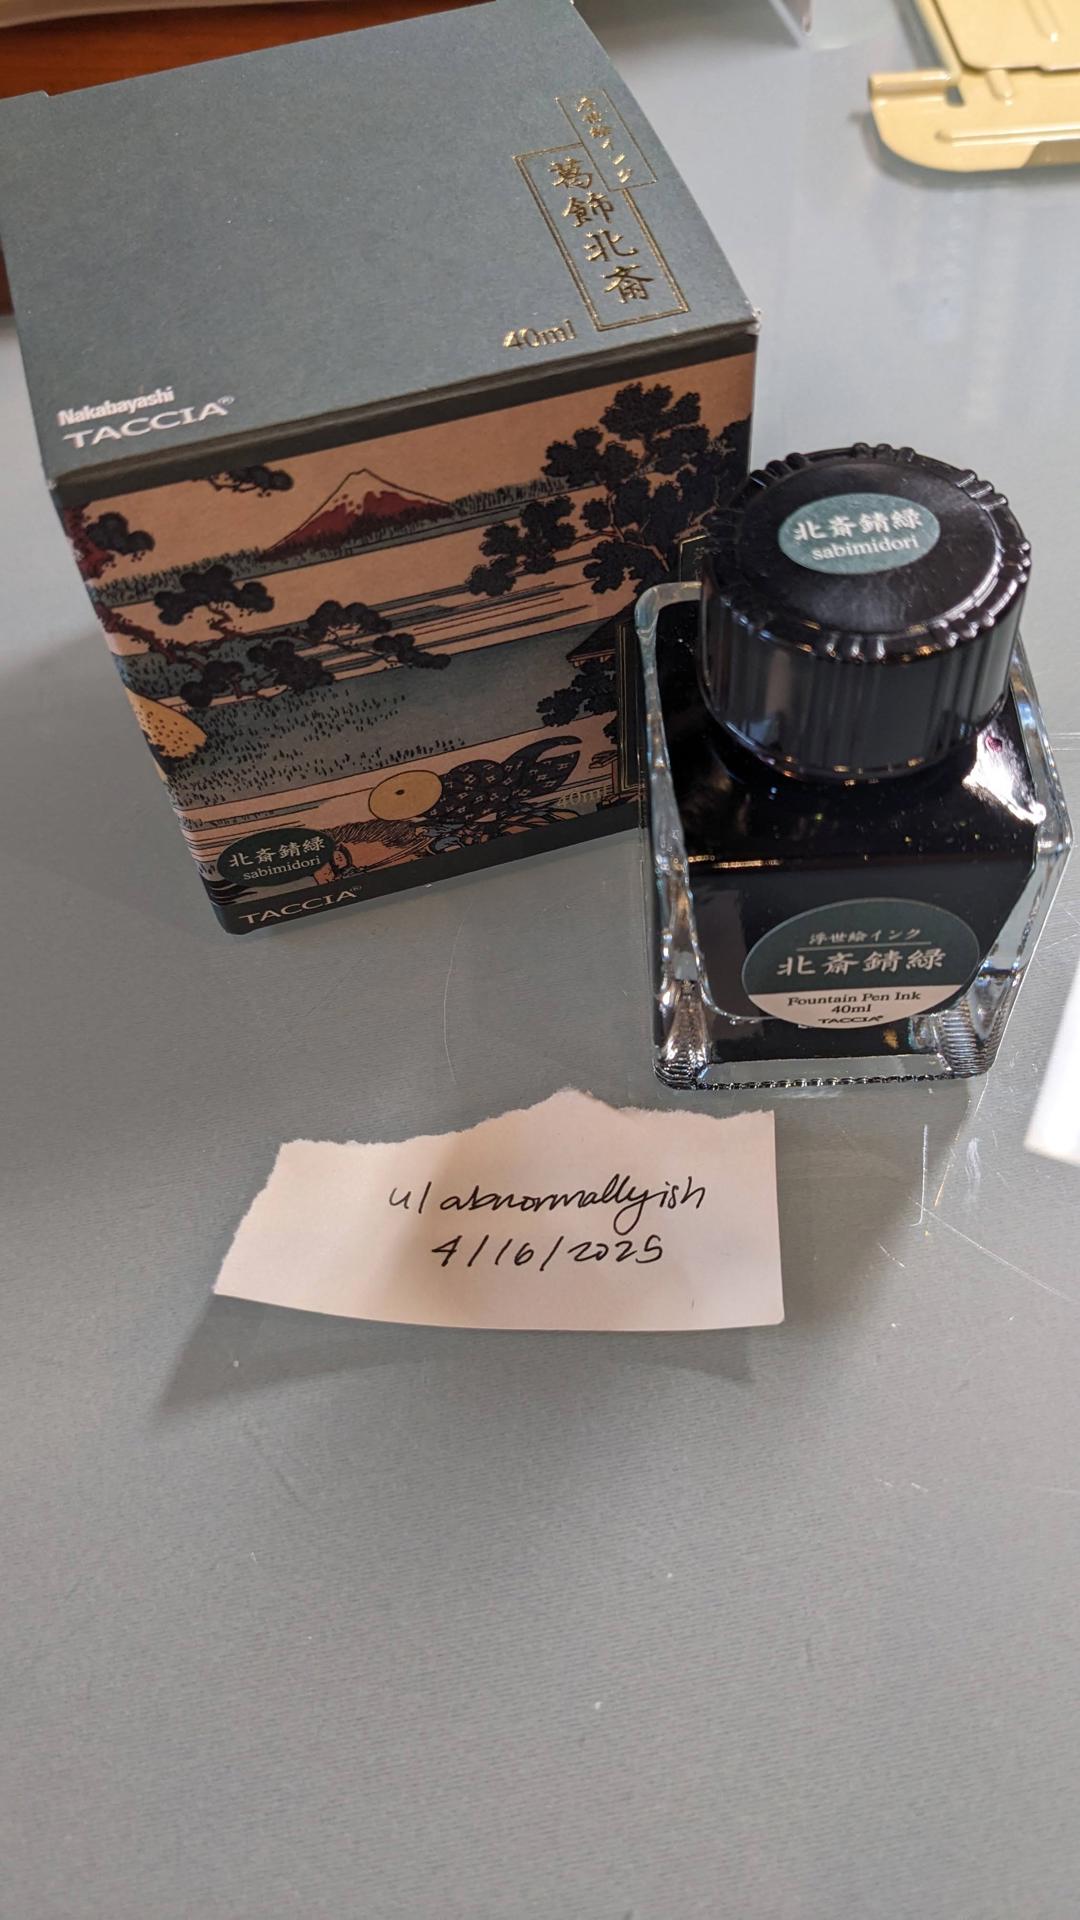 浮世絵インク
葛飾北斎
40ml
Nakabayashi
TACCIA®
40ml
北斎錆緑
sabimidori
TACCIA®
北斎錆緑
sabimidori
浮世絵インク
北斎錆緑
Fountain Pen Ink
40ml
TACCIA®
u/abnormallyish
4/16/2025